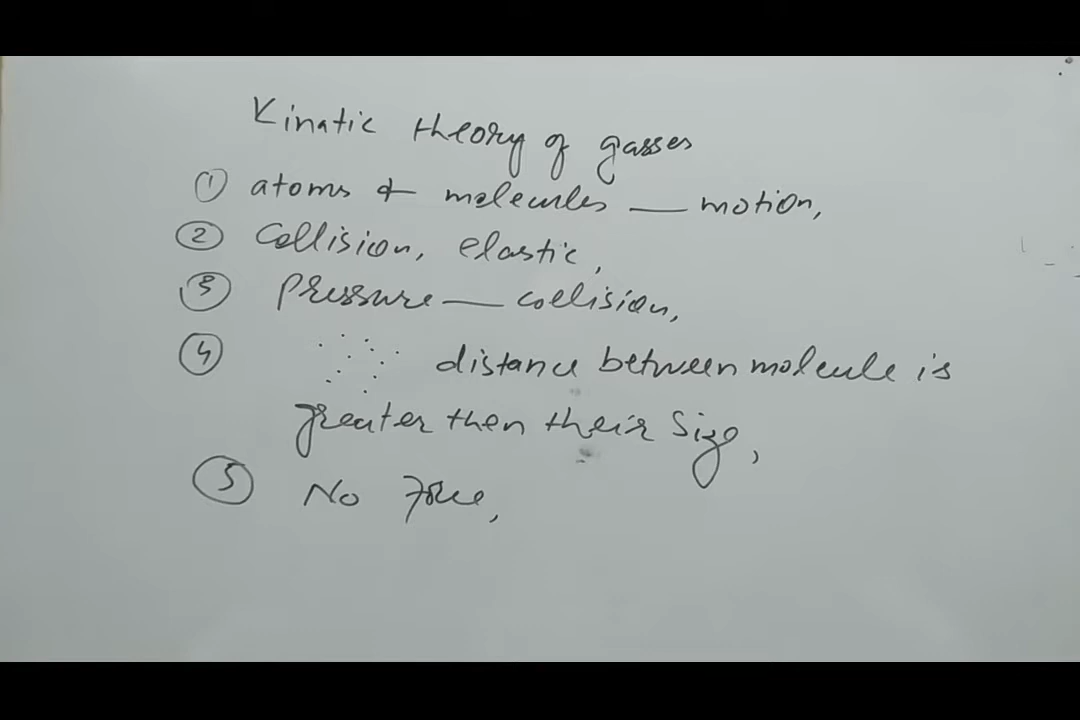 Kinatic theory of gasses
① atoms & molecules — motion,
② Collision, elastic,
③ Pressure — collision,
④ distance between molecule is
greater then their size,
⑤ No Force,